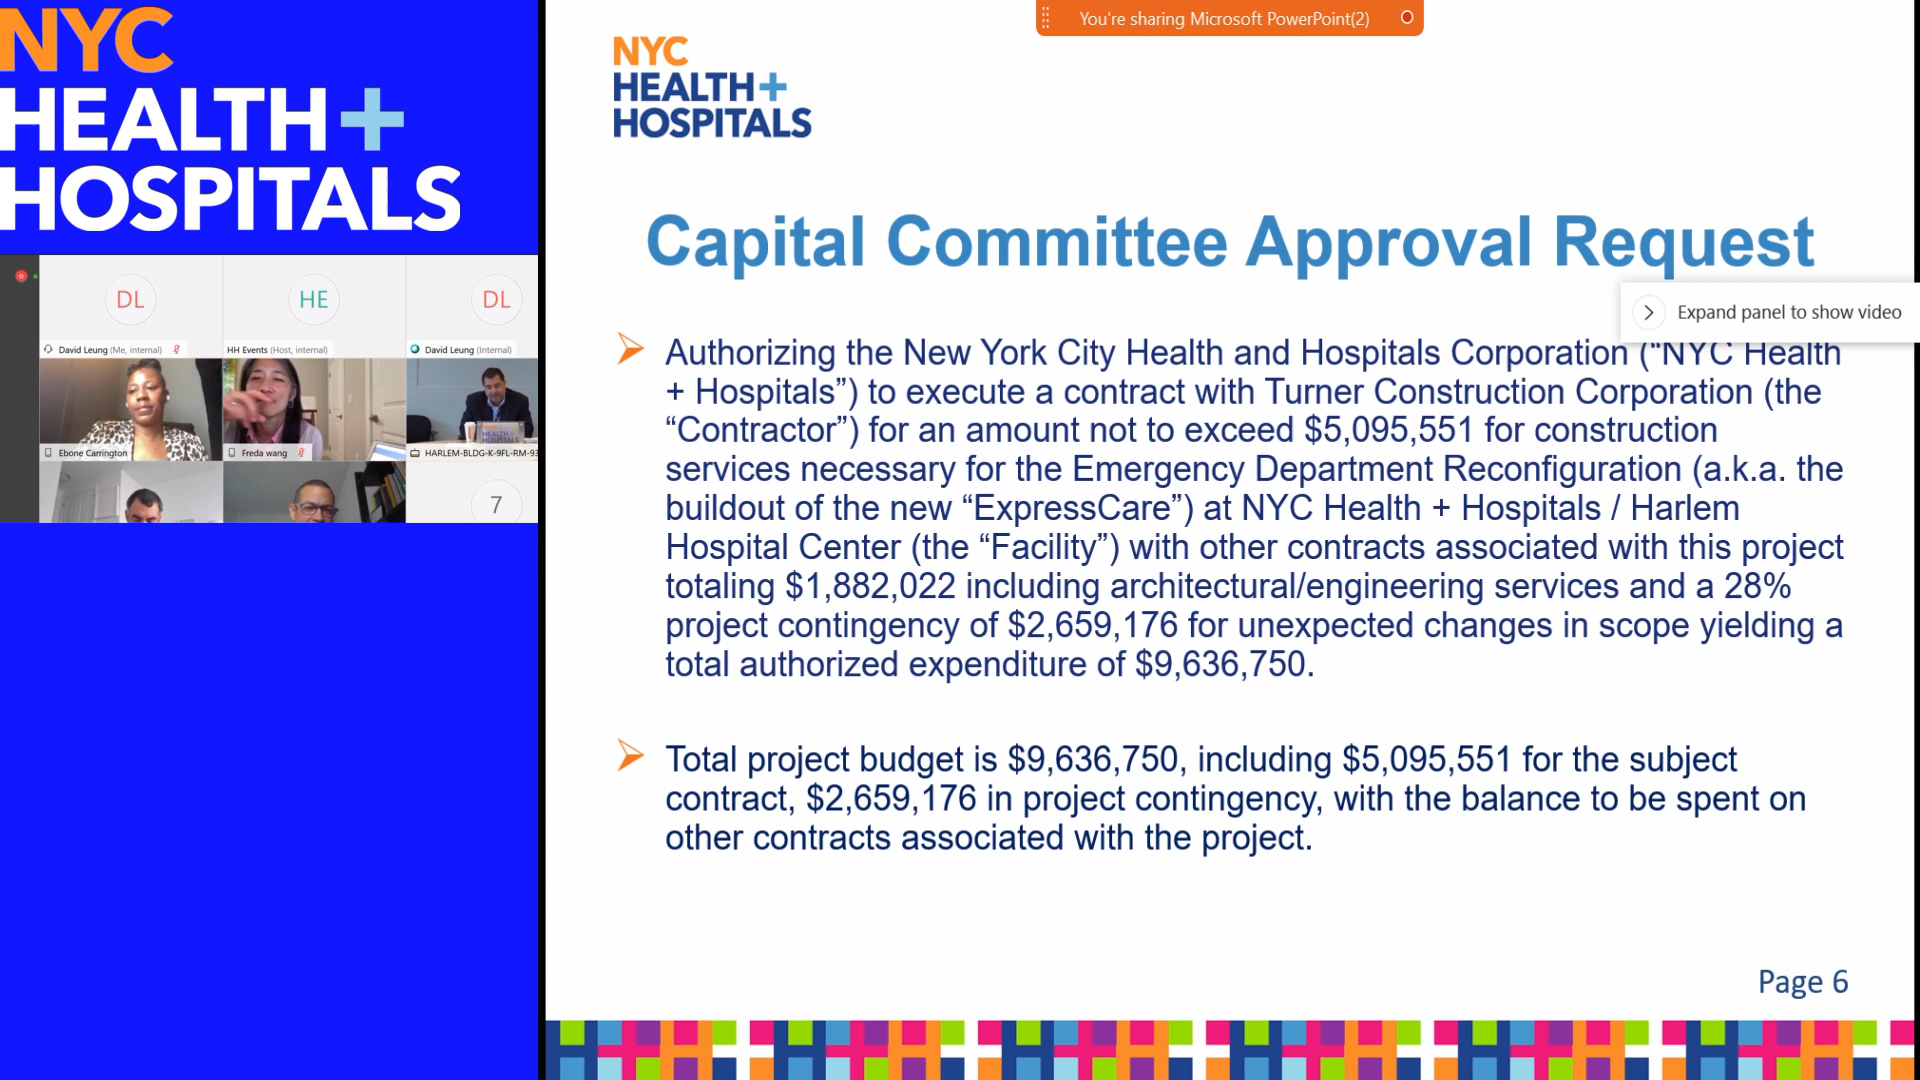 NYC
HEALTH+
HOSPITALS
DL
HE
DL
David Leung (Me, internal)
HH Events (Host, internal)
David Leung (Internal)
Ebone Carrington
Freda wang
HARLEM-BLDG-K-9FL-RM-93
HEALTH+
HOSPITALS
7
You're sharing Microsoft PowerPoint(2)
NYC
HEALTH+
HOSPITALS
Capital Committee Approval Request
Expand panel to show video
Authorizing the New York City Health and Hospitals Corporation (“NYC Health
+ Hospitals”) to execute a contract with Turner Construction Corporation (the
“Contractor”) for an amount not to exceed $5,095,551 for construction
services necessary for the Emergency Department Reconfiguration (a.k.a. the
buildout of the new “ExpressCare”) at NYC Health + Hospitals / Harlem
Hospital Center (the “Facility”) with other contracts associated with this project
totaling $1,882,022 including architectural/engineering services and a 28%
project contingency of $2,659,176 for unexpected changes in scope yielding a
total authorized expenditure of $9,636,750.
Total project budget is $9,636,750, including $5,095,551 for the subject
contract, $2,659,176 in project contingency, with the balance to be spent on
other contracts associated with the project.
Page 6